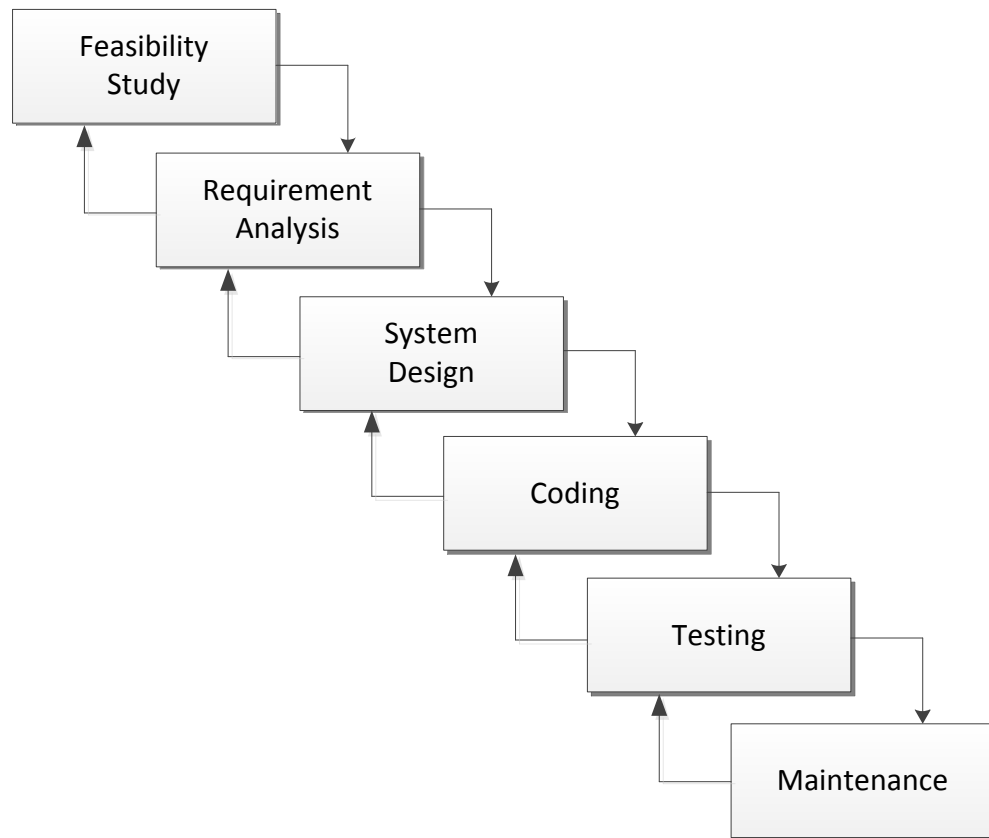 Feasibility
Study
Requirement
Analysis
System
Design
Coding
Testing
Maintenance